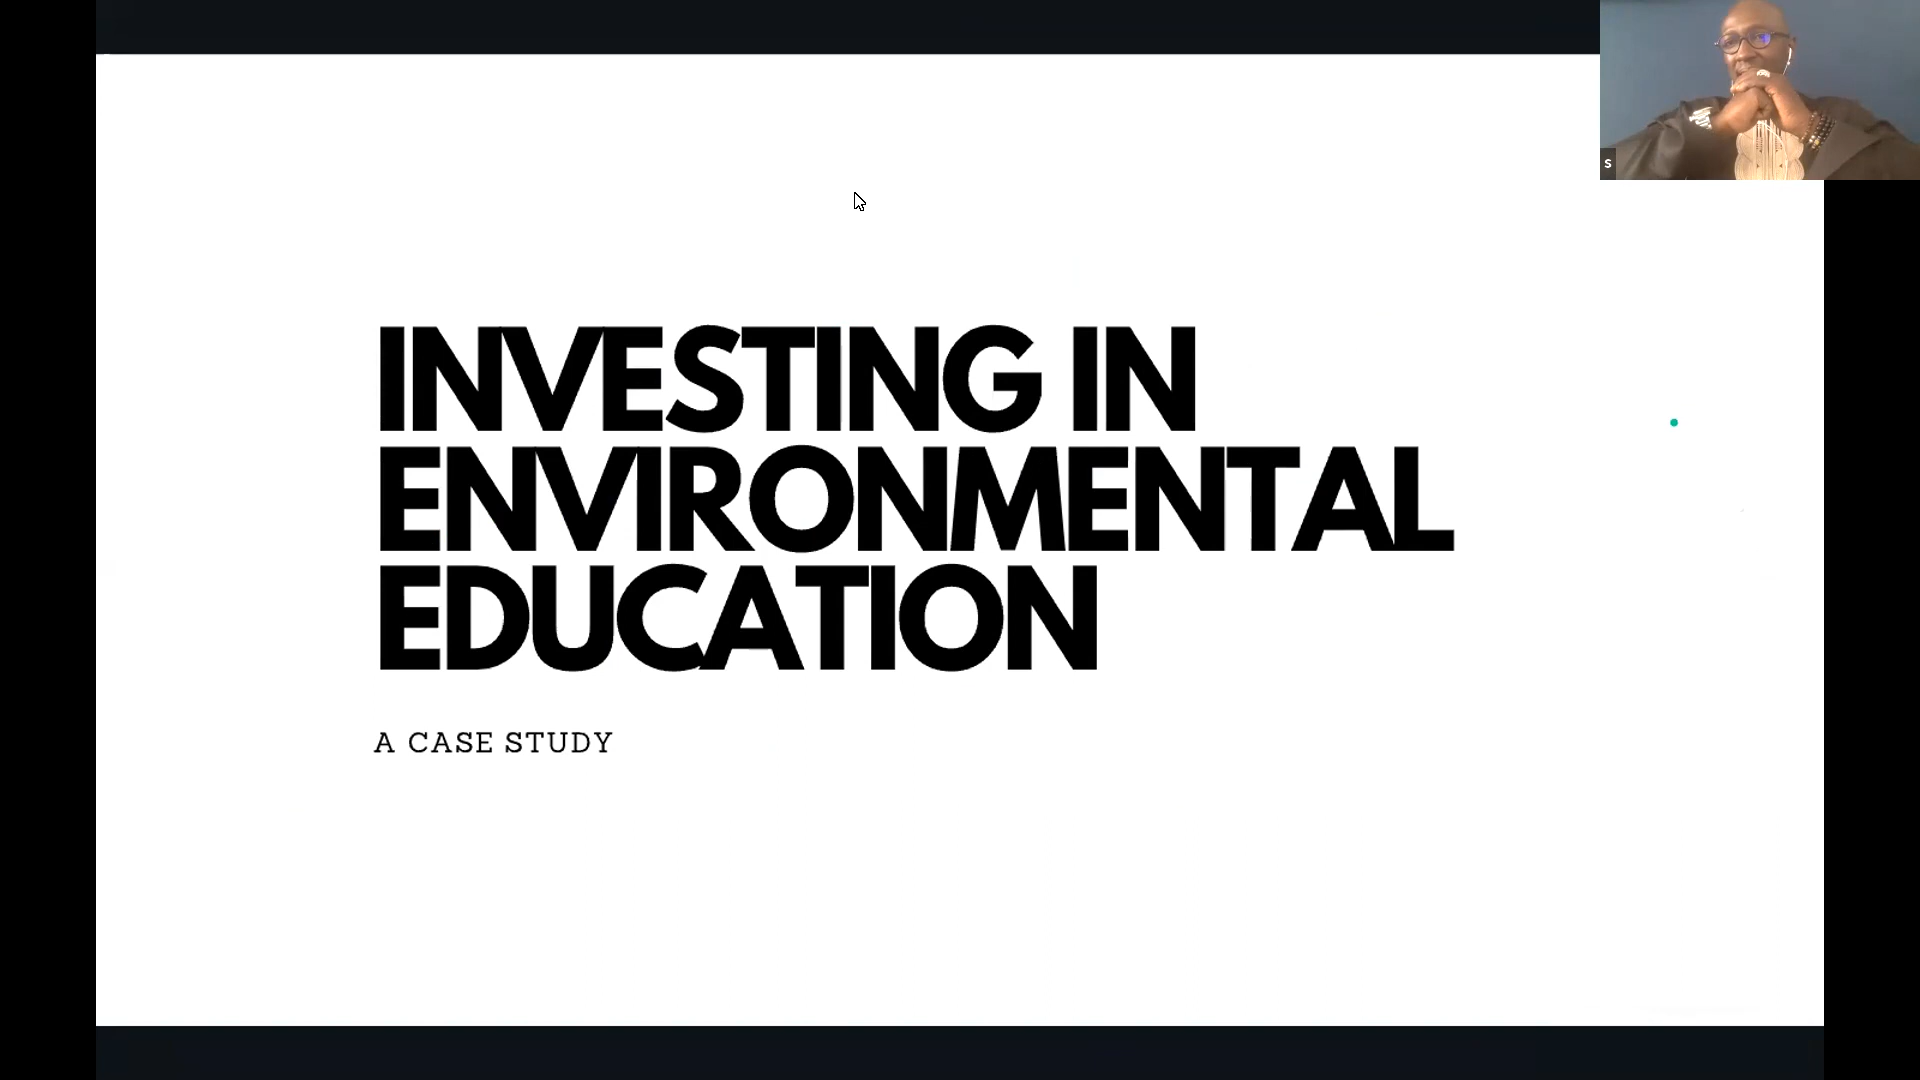 INVESTING IN
ENVIRONMENTAL
EDUCATION
A CASE STUDY
S